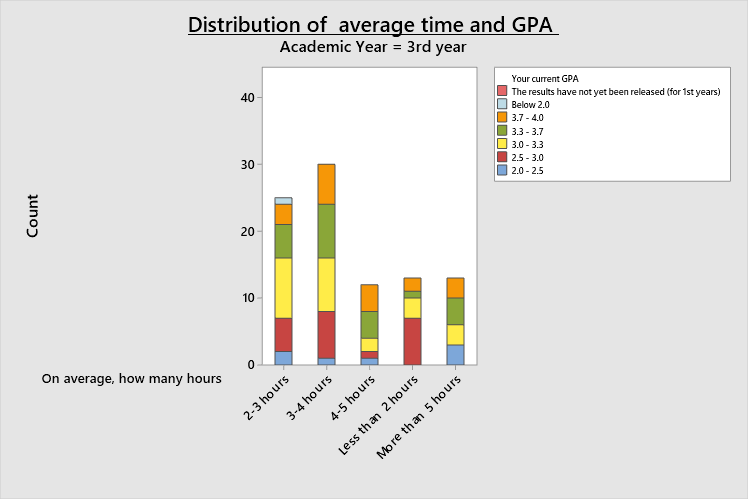 Distribution of average time and GPA
Academic Year = 3rd year
Your current GPA
The results have not yet been released (for 1st years)
Below 2.0
3.7 - 4.0
3.3 - 3.7
3.0 - 3.3
2.5 - 3.0
2.0 - 2.5
Count
40
30
20
10
0
On average, how many hours
2-3 hours
3-4 hours
4-5 hours
Less than 2 hours
More than 5 hours